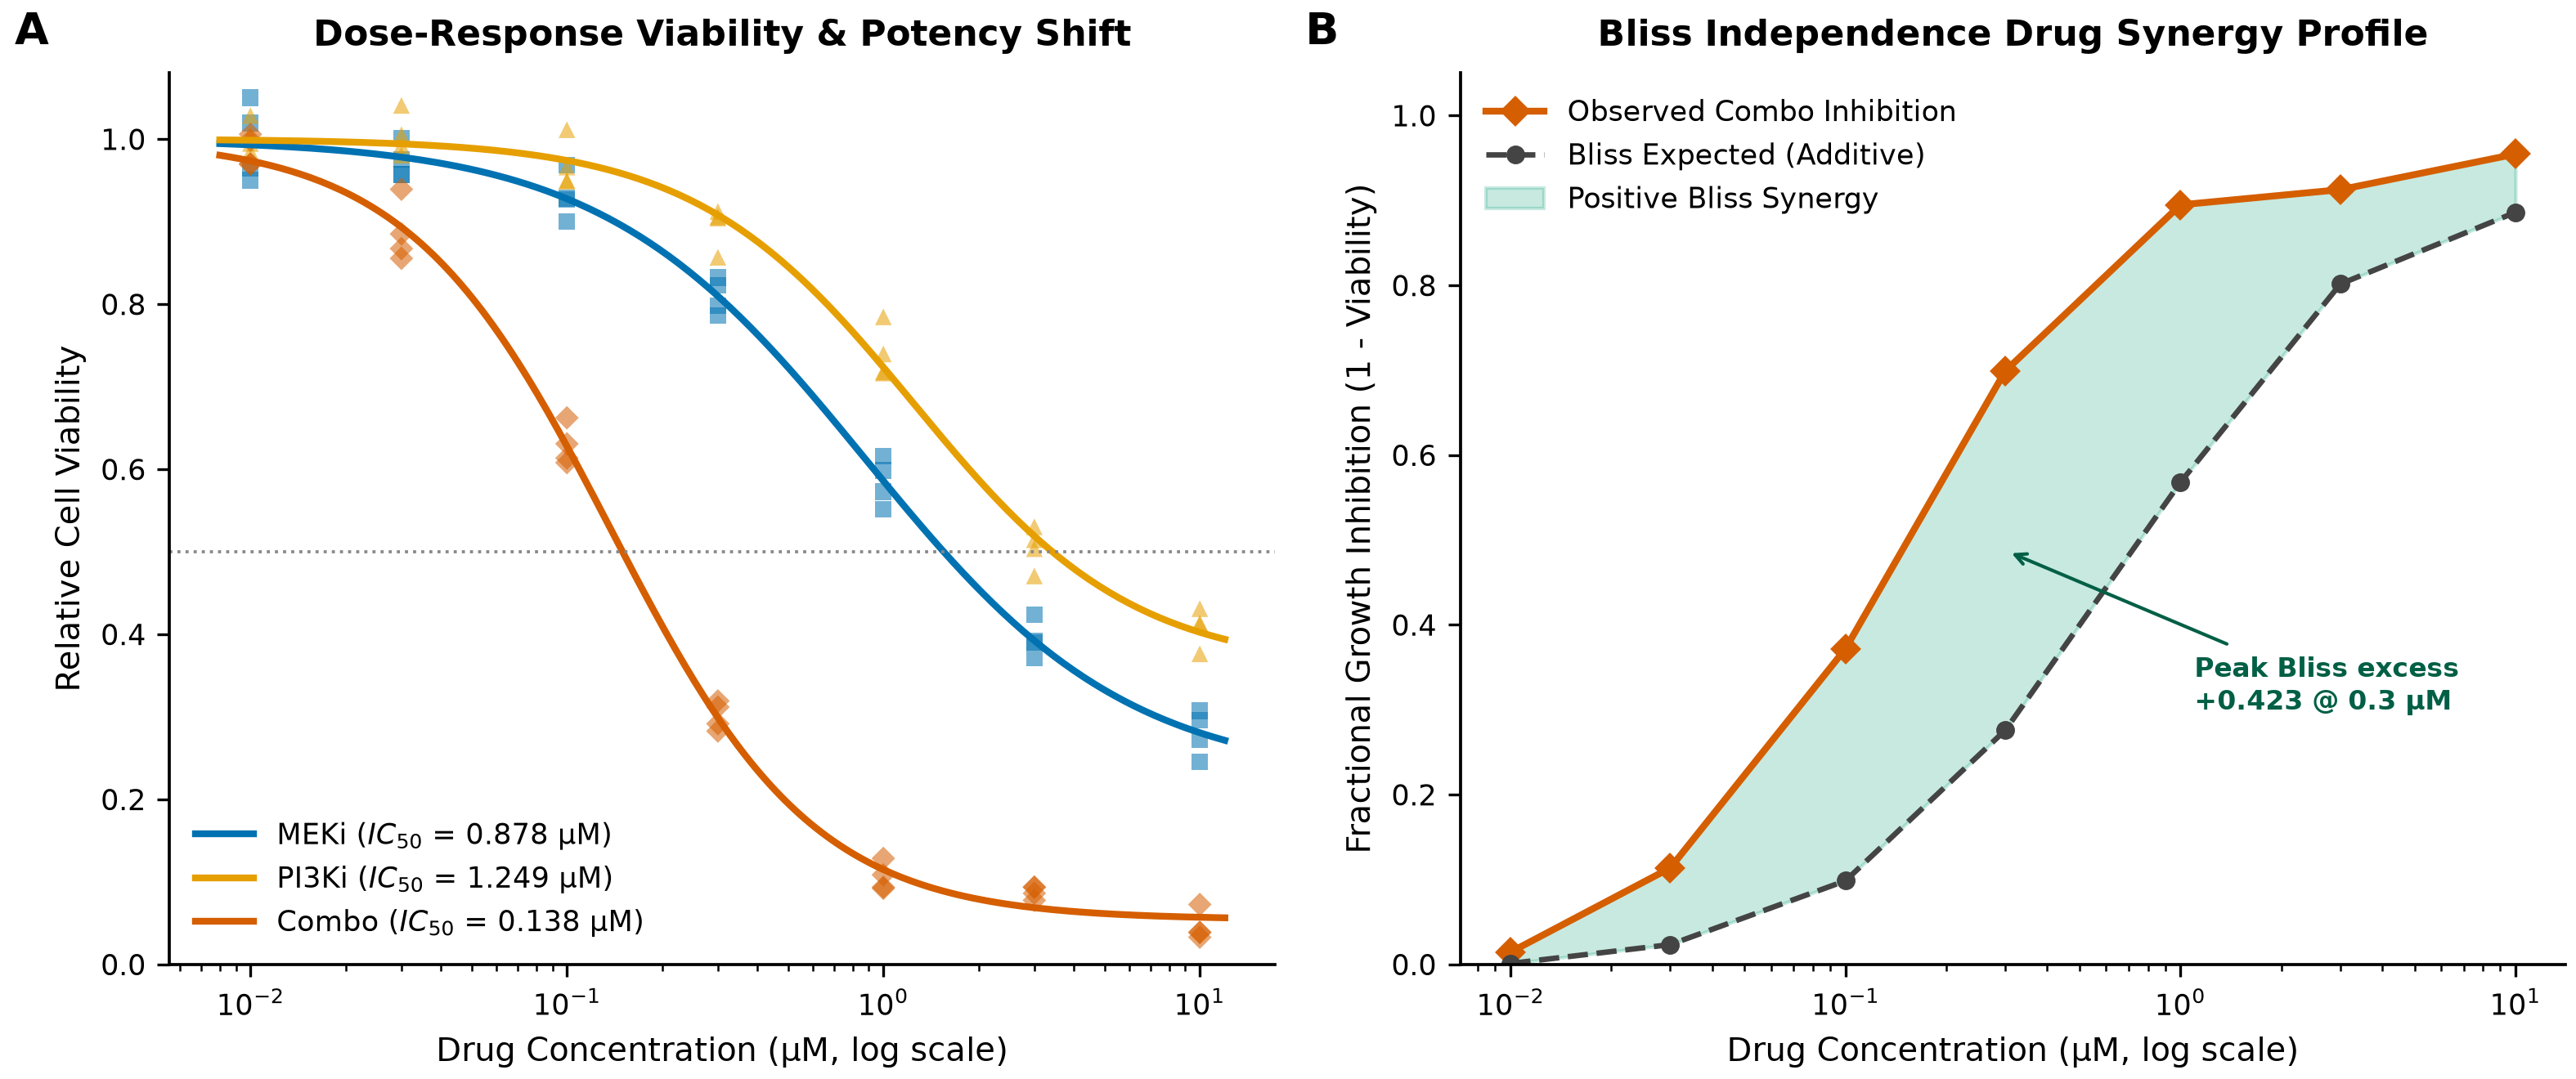 A
Dose-Response Viability & Potency Shift
Relative Cell Viability
1.0
0.8
0.6
0.4
0.2
0.0
MEKi (IC50 = 0.878 µM)
PI3Ki (IC50 = 1.249 µM)
Combo (IC50 = 0.138 µM)
10⁻² 10⁻¹ 10⁰ 10¹
Drug Concentration (µM, log scale)
B
Bliss Independence Drug Synergy Profile
Fractional Growth Inhibition (1 - Viability)
1.0
0.8
0.6
0.4
0.2
0.0
Observed Combo Inhibition
Bliss Expected (Additive)
Positive Bliss Synergy
Peak Bliss excess
+0.423 @ 0.3 µM
10⁻² 10⁻¹ 10⁰ 10¹
Drug Concentration (µM, log scale)